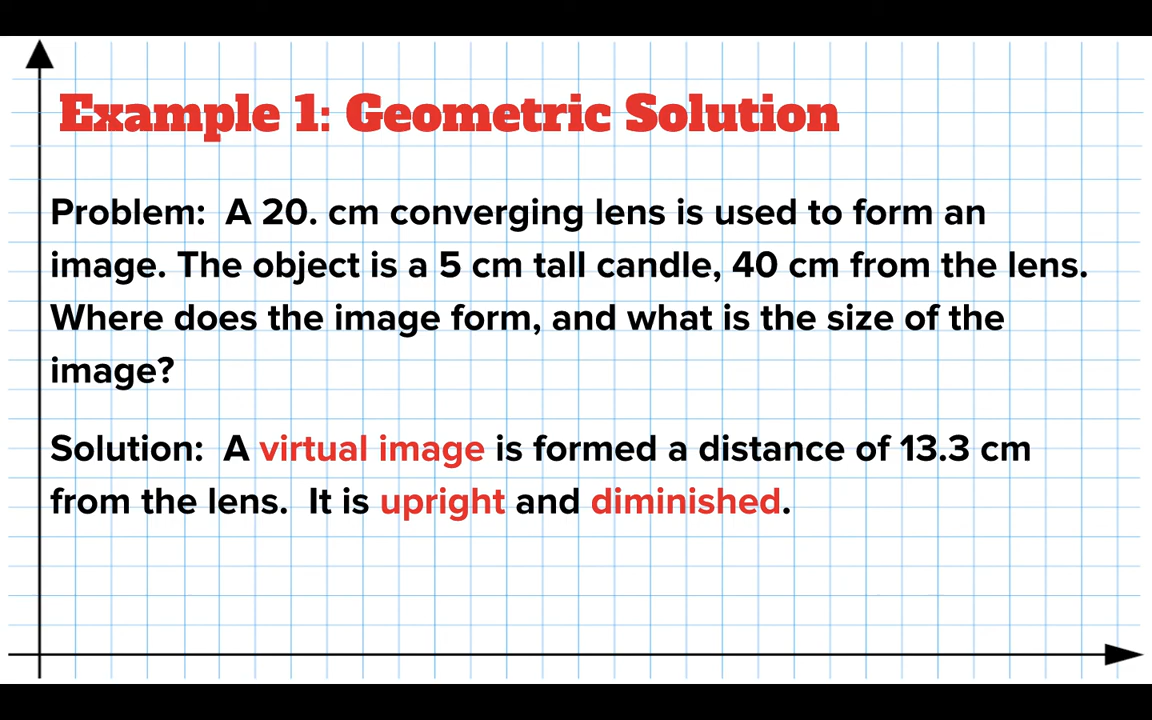 Example 1: Geometric Solution
Problem: A 20. cm converging lens is used to form an
image. The object is a 5 cm tall candle, 40 cm from the lens.
Where does the image form, and what is the size of the
image?
Solution: A virtual image is formed a distance of 13.3 cm
from the lens. It is upright and diminished.